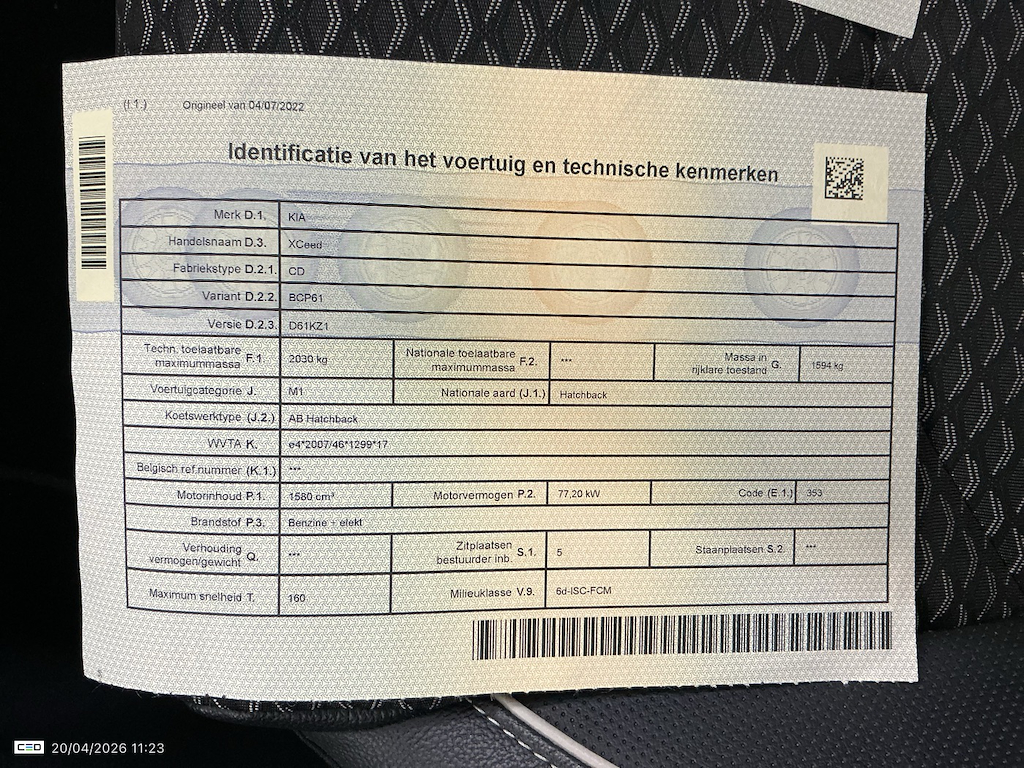 (I.1.) Origineel van 04/07/2022
Identificatie van het voertuig en technische kenmerken
Merk D.1. KIA
Handelsnaam D.3. XCeed
Fabriekstype D.2.1. CD
Variant D.2.2. BCP61
Versie D.2.3. D61KZ1
Techn. toelaatbare maximummassa F.1. 2030 kg Nationale toelaatbare maximummassa F.2. *** Massa in rijklare toestand G. 1594 kg
Voertuigcategorie J. M1 Nationale aard (J.1.) Hatchback
Koetswerktype (J.2.) AB Hatchback
WVTA K. e4*2007/46*1299*17
Belgisch ref.nummer (K.1.) ***
Motorinhoud P.1. 1580 cm³ Motorvermogen P.2. 77,20 kW Code (E.1.) 353
Brandstof P.3. Benzine + elekt
Verhouding vermogen/gewicht Q. *** Zitplaatsen bestuurder inb. S.1. 5 Staanplaatsen S.2. ***
Maximum snelheid T. 160 Milieuklasse V.9. 6d-ISC-FCM
20/04/2026 11:23